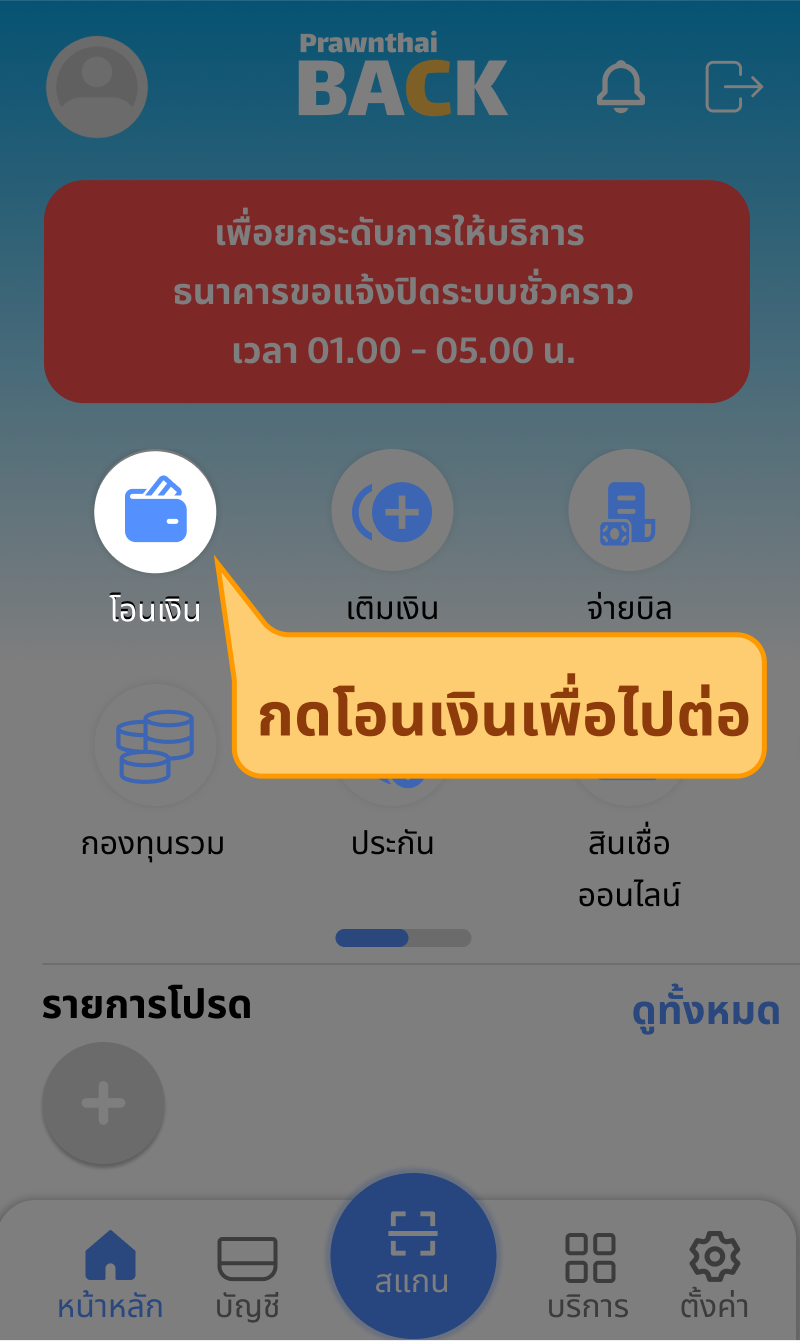 Prawnthai
BACK
เพื่อยกระดับการให้บริการ
ธนาคารขอแจ้งปิดระบบชั่วคราว
เวลา 01.00 - 05.00 น.
โอนเงิน
เติมเงิน
จ่ายบิล
กดโอนเงินเพื่อไปต่อ
กองทุนรวม
ประกัน
สินเชื่อ
ออนไลน์
รายการโปรด
ดูทั้งหมด
หน้าหลัก
บัญชี
สแกน
บริการ
ตั้งค่า